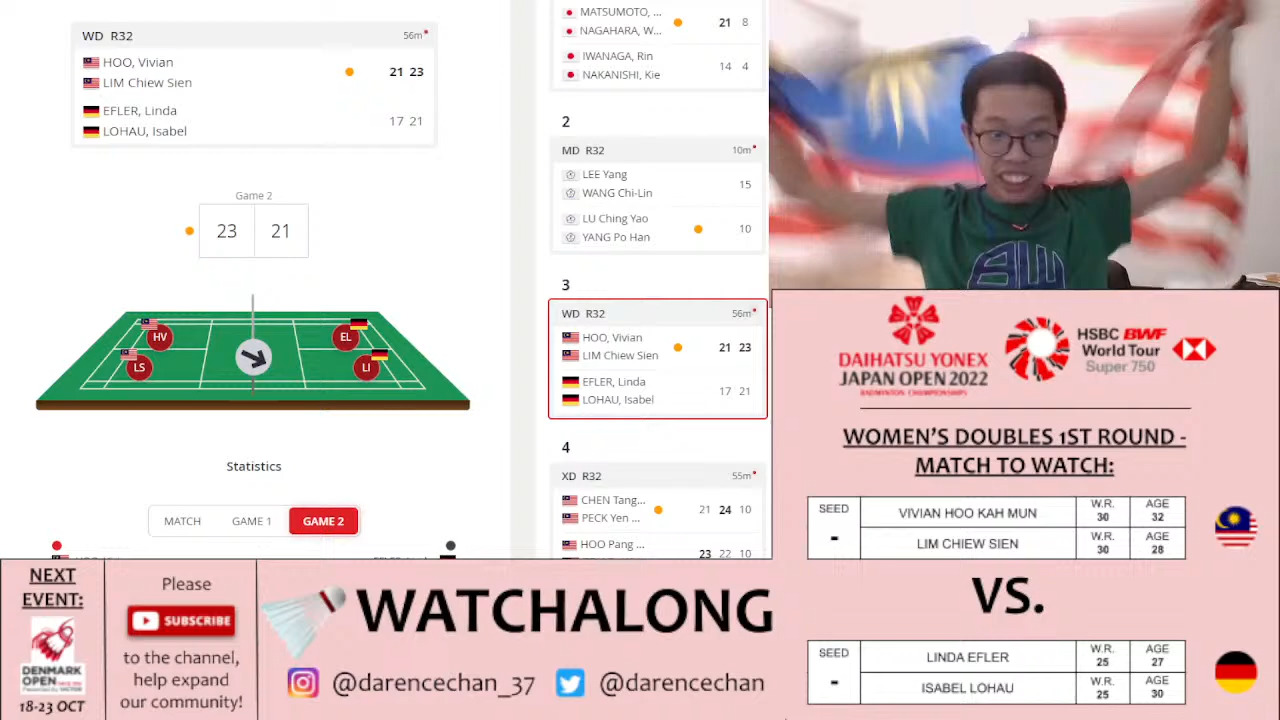 WD R32 56m
HOO, Vivian
LIM Chiew Sien
21 23
EFLER, Linda
LOHAU, Isabel
17 21
Game 2
23 21
HV
LS
EL
LI
Statistics
MATCH GAME 1 GAME 2
MATSUMOTO, ...
NAGAHARA, W...
21 8
IWANAGA, Rin
NAKANISHI, Kie
14 4
2
MD R32 10m
LEE Yang
WANG Chi-Lin
15
LU Ching Yao
YANG Po Han
10
3
WD R32 56m
HOO, Vivian
LIM Chiew Sien
21 23
EFLER, Linda
LOHAU, Isabel
17 21
4
XD R32 55m
CHEN Tang...
PECK Yen ...
21 24 10
HOO Pang ...
23 22 10
DAIHATSU YONEX
JAPAN OPEN 2022
BADMINTON CHAMPIONSHIPS
HSBC BWF
World Tour
Super 750
WOMEN'S DOUBLES 1ST ROUND -
MATCH TO WATCH:
SEED
-
VIVIAN HOO KAH MUN
W.R.
30
AGE
32
LIM CHIEW SIEN
W.R.
30
AGE
28
VS.
SEED
-
LINDA EFLER
W.R.
25
AGE
27
ISABEL LOHAU
W.R.
25
AGE
30
NEXT
EVENT:
DENMARK
OPEN
18-23 OCT
Please
SUBSCRIBE
to the channel,
help expand
our community!
WATCHALONG
@darencechan_37
@darencechan